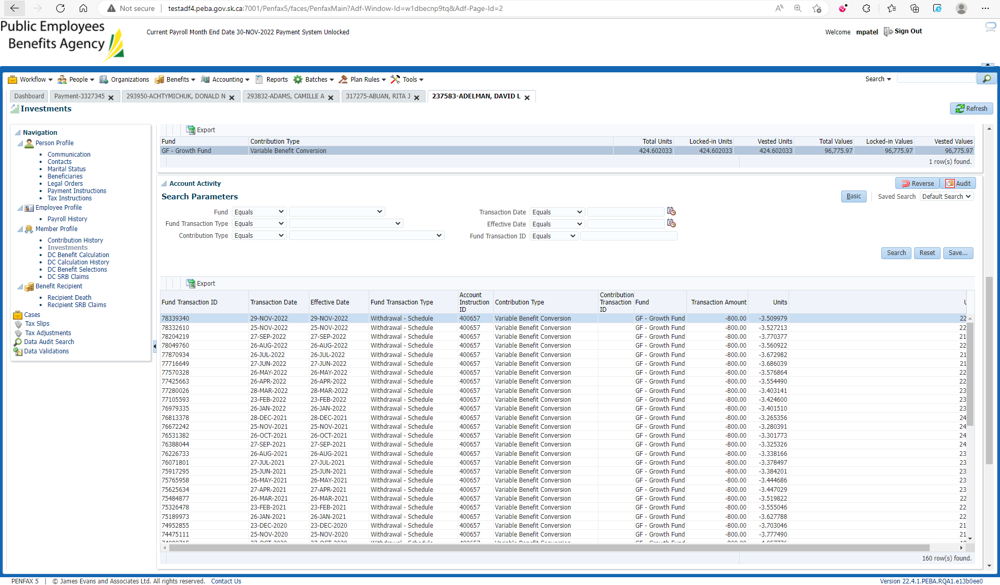 Not secure | testadf4.peba.gov.sk.ca:7001/Penfax5/faces/PenfaxMain?Adf-Window-Id=w1dbecnp9tq&Adf-Page-Id=2
Public Employees
Benefits Agency
Current Payroll Month End Date 30-NOV-2022 Payment System Unlocked
Welcome mpatel Sign Out
Workflow People Organizations Benefits Accounting Reports Batches Plan Rules Tools Search
Dashboard Payment-3327345 293950-ACHTYMICHUK, DONALD N 293832-ADAMS, CAMILLE A 317275-ABUAN, RITA J 237583-ADELMAN, DAVID L
Investments
Refresh
Navigation
Person Profile
Communication
Contacts
Marital Status
Beneficiaries
Legal Orders
Payment Instructions
Tax Instructions
Employee Profile
Payroll History
Member Profile
Contribution History
Investments
DC Benefit Calculation
DC Calculation History
DC Benefit Selections
DC SRB Claims
Benefit Recipient
Recipient Death
Recipient SRB Claims
Cases
Tax Slips
Tax Adjustments
Data Audit Search
Data Validations
Export
Fund Contribution Type Total Units Locked-in Units Vested Units Total Values Locked-in Values Vested Values
GF - Growth Fund Variable Benefit Conversion 424.602033 424.602033 424.602033 96,775.97 96,775.97 96,775.97
1 row(s) found.
Account Activity
Reverse Audit
Search Parameters
Basic Saved Search Default Search
Fund Equals Transaction Date Equals
Fund Transaction Type Equals Effective Date Equals
Contribution Type Equals Fund Transaction ID Equals
Search Reset Save...
Export
Fund Transaction ID Transaction Date Effective Date Fund Transaction Type Account Instruction ID Contribution Type Contribution Transaction ID Fund Transaction Amount Units U
78339340 29-NOV-2022 29-NOV-2022 Withdrawal - Schedule 400657 Variable Benefit Conversion GF - Growth Fund -800.00 -3.509979 22
78332610 25-NOV-2022 25-NOV-2022 Withdrawal - Schedule 400657 Variable Benefit Conversion GF - Growth Fund -800.00 -3.527213 22
78204219 27-SEP-2022 27-SEP-2022 Withdrawal - Schedule 400657 Variable Benefit Conversion GF - Growth Fund -800.00 -3.770377 21
78049760 26-AUG-2022 26-AUG-2022 Withdrawal - Schedule 400657 Variable Benefit Conversion GF - Growth Fund -800.00 -3.560922 22
77870934 26-JUL-2022 26-JUL-2022 Withdrawal - Schedule 400657 Variable Benefit Conversion GF - Growth Fund -800.00 -3.672982 21
77716649 27-JUN-2022 27-JUN-2022 Withdrawal - Schedule 400657 Variable Benefit Conversion GF - Growth Fund -800.00 -3.686039 21
77570328 26-MAY-2022 26-MAY-2022 Withdrawal - Schedule 400657 Variable Benefit Conversion GF - Growth Fund -800.00 -3.576864 22
77425663 26-APR-2022 26-APR-2022 Withdrawal - Schedule 400657 Variable Benefit Conversion GF - Growth Fund -800.00 -3.554490 22
77280026 28-MAR-2022 28-MAR-2022 Withdrawal - Schedule 400657 Variable Benefit Conversion GF - Growth Fund -800.00 -3.403141 23
77105593 23-FEB-2022 23-FEB-2022 Withdrawal - Schedule 400657 Variable Benefit Conversion GF - Growth Fund -800.00 -3.424600 23
76979335 26-JAN-2022 26-JAN-2022 Withdrawal - Schedule 400657 Variable Benefit Conversion GF - Growth Fund -800.00 -3.401510 23
76813378 28-DEC-2021 28-DEC-2021 Withdrawal - Schedule 400657 Variable Benefit Conversion GF - Growth Fund -800.00 -3.265356 24
76672242 25-NOV-2021 25-NOV-2021 Withdrawal - Schedule 400657 Variable Benefit Conversion GF - Growth Fund -800.00 -3.280391 24
76531382 26-OCT-2021 26-OCT-2021 Withdrawal - Schedule 400657 Variable Benefit Conversion GF - Growth Fund -800.00 -3.301773 24
76388044 27-SEP-2021 27-SEP-2021 Withdrawal - Schedule 400657 Variable Benefit Conversion GF - Growth Fund -800.00 -3.325326 24
76226733 26-AUG-2021 26-AUG-2021 Withdrawal - Schedule 400657 Variable Benefit Conversion GF - Growth Fund -800.00 -3.338166 23
76071801 27-JUL-2021 27-JUL-2021 Withdrawal - Schedule 400657 Variable Benefit Conversion GF - Growth Fund -800.00 -3.378497 23
75917295 25-JUN-2021 25-JUN-2021 Withdrawal - Schedule 400657 Variable Benefit Conversion GF - Growth Fund -800.00 -3.384201 23
75765958 26-MAY-2021 26-MAY-2021 Withdrawal - Schedule 400657 Variable Benefit Conversion GF - Growth Fund -800.00 -3.444686 23
75625634 27-APR-2021 27-APR-2021 Withdrawal - Schedule 400657 Variable Benefit Conversion GF - Growth Fund -800.00 -3.447029 23
75484877 26-MAR-2021 26-MAR-2021 Withdrawal - Schedule 400657 Variable Benefit Conversion GF - Growth Fund -800.00 -3.519822 22
75326478 23-FEB-2021 23-FEB-2021 Withdrawal - Schedule 400657 Variable Benefit Conversion GF - Growth Fund -800.00 -3.555046 22
75189973 26-JAN-2021 26-JAN-2021 Withdrawal - Schedule 400657 Variable Benefit Conversion GF - Growth Fund -800.00 -3.627788 22
74952855 23-DEC-2020 23-DEC-2020 Withdrawal - Schedule 400657 Variable Benefit Conversion GF - Growth Fund -800.00 -3.703046 21
74475111 25-NOV-2020 25-NOV-2020 Withdrawal - Schedule 400657 Variable Benefit Conversion GF - Growth Fund -800.00 -3.777490 21
160 row(s) found.
PENFAX 5 | © James Evans and Associates Ltd. All rights reserved. Contact Us
Version 22.4.1.PEBA.RQA1.e13b0ee0